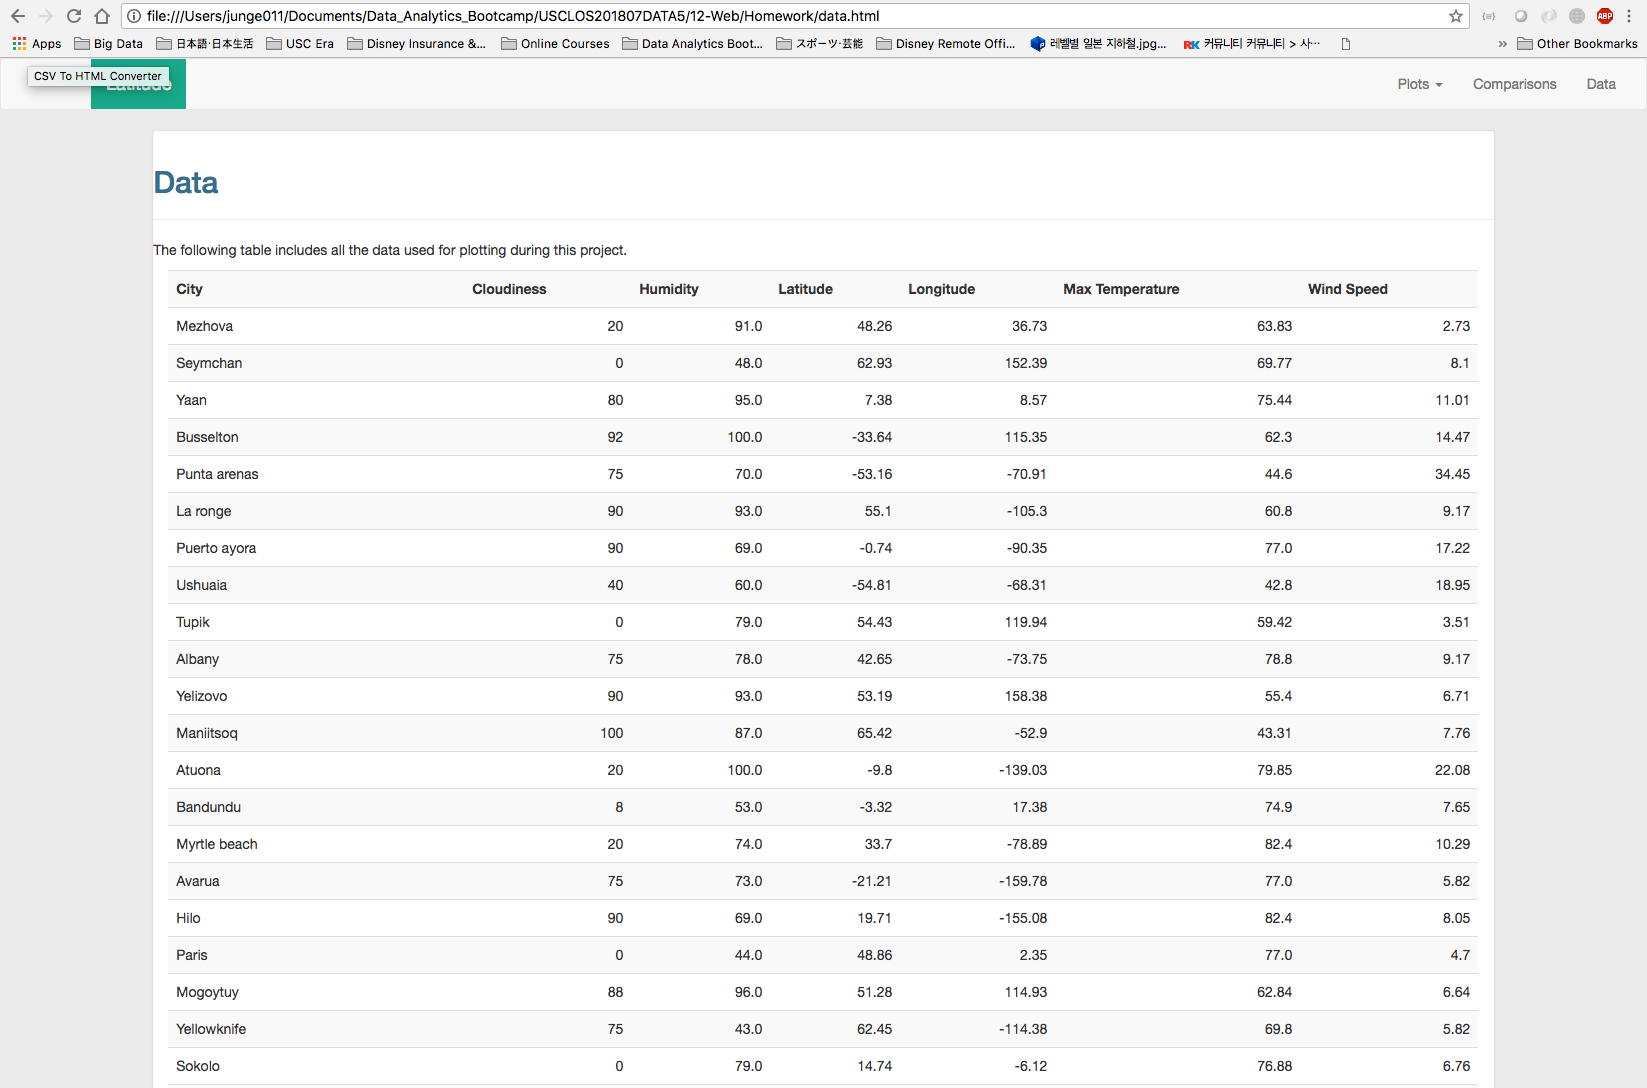 file:///Users/junge011/Documents/Data_Analytics_Bootcamp/USCLOS201807DATA5/12-Web/Homework/data.html
ABP
Apps Big Data 日本語·日本生活 USC Era Disney Insurance &... Online Courses Data Analytics Boot... スポーツ·芸能 Disney Remote Offi... 레벨별 일본 지하철.jpg... RK 커뮤니티 커뮤니티 > 사... » Other Bookmarks
CSV To HTML Converter
Latitude
Plots Comparisons Data
Data
The following table includes all the data used for plotting during this project.
City Cloudiness Humidity Latitude Longitude Max Temperature Wind Speed
Mezhova 20 91.0 48.26 36.73 63.83 2.73
Seymchan 0 48.0 62.93 152.39 69.77 8.1
Yaan 80 95.0 7.38 8.57 75.44 11.01
Busselton 92 100.0 -33.64 115.35 62.3 14.47
Punta arenas 75 70.0 -53.16 -70.91 44.6 34.45
La ronge 90 93.0 55.1 -105.3 60.8 9.17
Puerto ayora 90 69.0 -0.74 -90.35 77.0 17.22
Ushuaia 40 60.0 -54.81 -68.31 42.8 18.95
Tupik 0 79.0 54.43 119.94 59.42 3.51
Albany 75 78.0 42.65 -73.75 78.8 9.17
Yelizovo 90 93.0 53.19 158.38 55.4 6.71
Maniitsoq 100 87.0 65.42 -52.9 43.31 7.76
Atuona 20 100.0 -9.8 -139.03 79.85 22.08
Bandundu 8 53.0 -3.32 17.38 74.9 7.65
Myrtle beach 20 74.0 33.7 -78.89 82.4 10.29
Avarua 75 73.0 -21.21 -159.78 77.0 5.82
Hilo 90 69.0 19.71 -155.08 82.4 8.05
Paris 0 44.0 48.86 2.35 77.0 4.7
Mogoytuy 88 96.0 51.28 114.93 62.84 6.64
Yellowknife 75 43.0 62.45 -114.38 69.8 5.82
Sokolo 0 79.0 14.74 -6.12 76.88 6.76